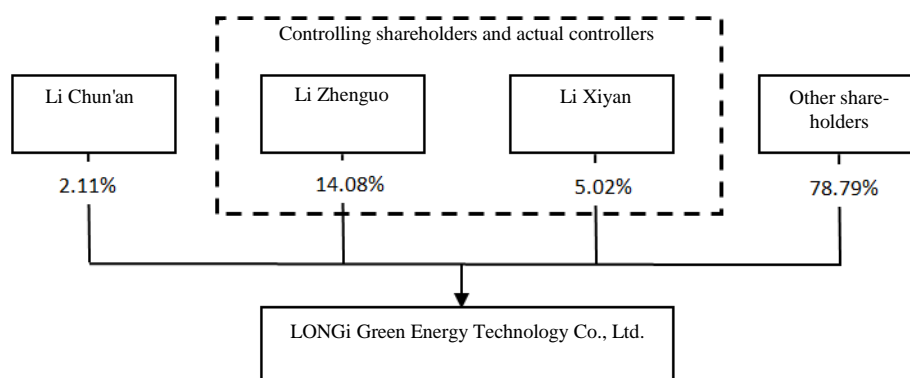 Controlling shareholders and actual controllers
Li Chun'an
Li Zhenguo
Li Xiyan
Other share-
holders
2.11%
14.08%
5.02%
78.79%
LONGi Green Energy Technology Co., Ltd.